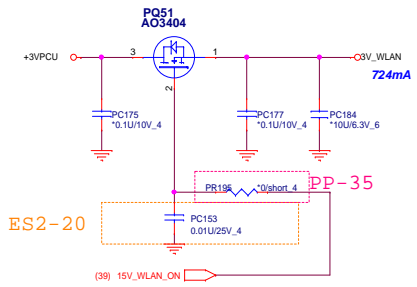 PQ51
AO3404
+3VPCU
3
1
3V_WLAN
724mA
2
PC175
*0.1U/10V_4
PC177
*0.1U/10V_4
PC184
*10U/6.3V_6
PR195
*0/short_4
PP-35
ES2-20
PC153
0.01U/25V_4
(39) 15V_WLAN_ON